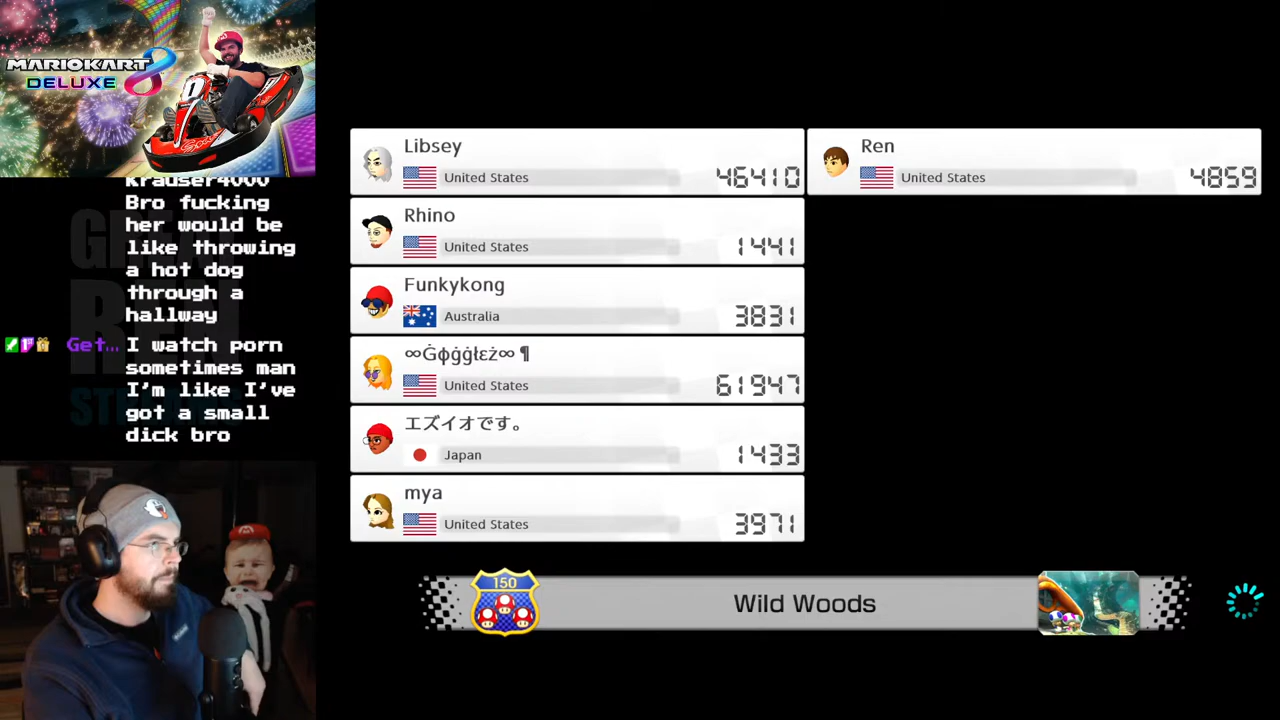 MARIOKART 8
DELUXE
1
Krauser4000
Bro fucking
her would be
like throwing
a hot dog
through a
hallway
Get... I watch porn
sometimes man
I'm like I've
got a small
dick bro
Libsey
United States 46410
Rhino
United States 1441
Funkykong
Australia 3831
∞Ġφġġłεż∞¶
United States 61947
エズイオです。
Japan 1433
mya
United States 3971
Ren
United States 4859
150
Wild Woods